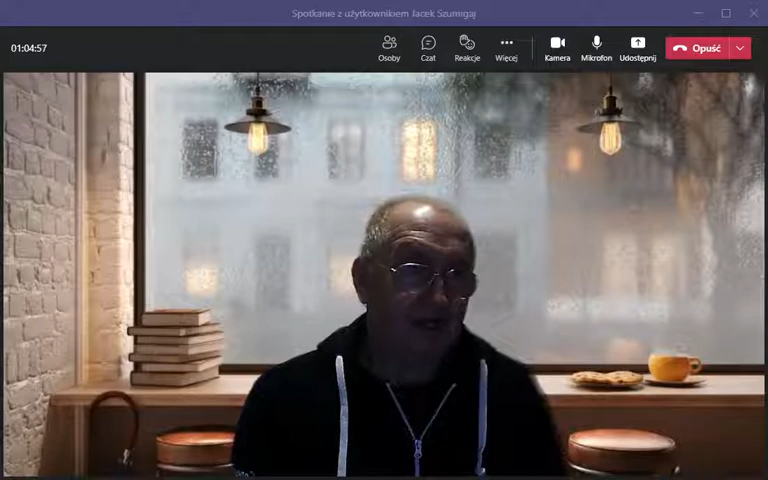 Spotkanie z użytkownikiem Jacek Szumigaj
01:04:57
Osoby
Czat
Reakcje
Więcej
Kamera
Mikrofon
Udostępnij
Opuść